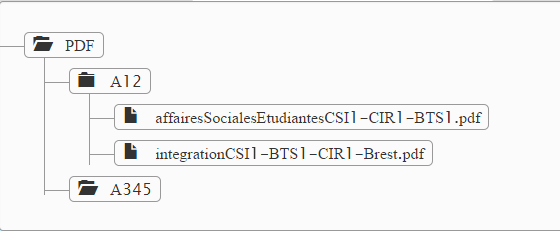 PDF
A12
affairesSocialesEtudiantesCSI1-CIR1-BTS1.pdf
integrationCSI1-BTS1-CIR1-Brest.pdf
A345